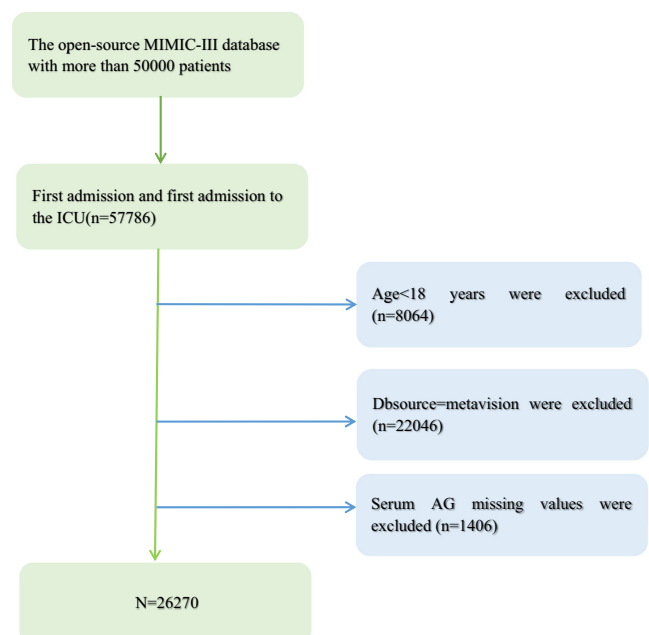 The open-source MIMIC-III database
with more than 50000 patients
First admission and first admission to
the ICU(n=57786)
Age<18 years were excluded
(n=8064)
Dbsource=metavision were excluded
(n=22046)
Serum AG missing values were
excluded (n=1406)
N=26270